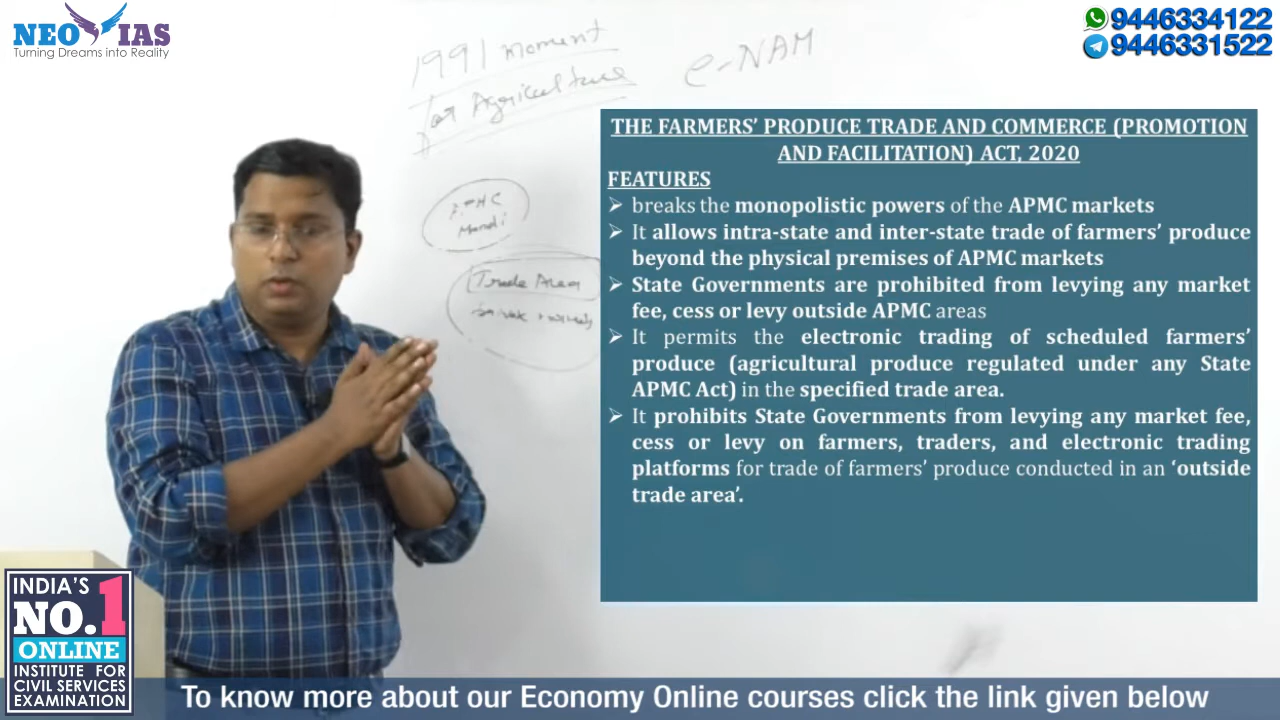 NEO IAS
Turning Dreams into Reality
9446334122
9446331522
1991 moment
for Agriculture
e-NAM
APMC
Mandi
Trade Area
THE FARMERS’ PRODUCE TRADE AND COMMERCE (PROMOTION
AND FACILITATION) ACT, 2020
FEATURES
➢ breaks the monopolistic powers of the APMC markets
➢ It allows intra-state and inter-state trade of farmers’ produce
beyond the physical premises of APMC markets
➢ State Governments are prohibited from levying any market
fee, cess or levy outside APMC areas
➢ It permits the electronic trading of scheduled farmers’
produce (agricultural produce regulated under any State
APMC Act) in the specified trade area.
➢ It prohibits State Governments from levying any market fee,
cess or levy on farmers, traders, and electronic trading
platforms for trade of farmers’ produce conducted in an ‘outside
trade area’.
INDIA’S
NO.1
ONLINE
INSTITUTE FOR
CIVIL SERVICES
EXAMINATION
To know more about our Economy Online courses click the link given below